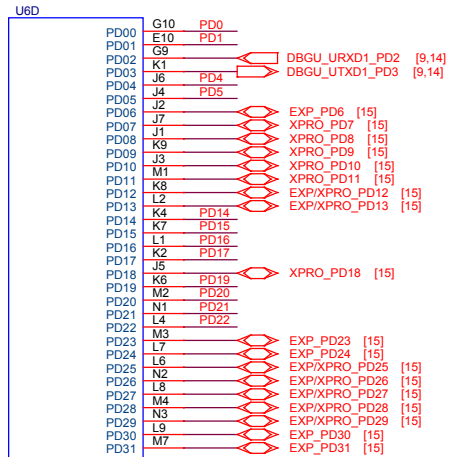 U6D
PD00 G10 PD0
PD01 E10 PD1
PD02 G9 DBGU_URXD1_PD2 [9,14]
PD03 K1 DBGU_UTXD1_PD3 [9,14]
PD04 J6 PD4
PD05 J4 PD5
PD06 J2 EXP_PD6 [15]
PD07 J7 XPRO_PD7 [15]
PD08 J1 XPRO_PD8 [15]
PD09 K9 XPRO_PD9 [15]
PD10 J3 XPRO_PD10 [15]
PD11 M1 XPRO_PD11 [15]
PD12 K8 EXP/XPRO_PD12 [15]
PD13 L2 EXP/XPRO_PD13 [15]
PD14 K4 PD14
PD15 K7 PD15
PD16 L1 PD16
PD17 K2 PD17
PD18 J5 XPRO_PD18 [15]
PD19 K6 PD19
PD20 M2 PD20
PD21 N1 PD21
PD22 L4 PD22
PD23 M3 EXP_PD23 [15]
PD24 L7 EXP_PD24 [15]
PD25 L6 EXP/XPRO_PD25 [15]
PD26 N2 EXP/XPRO_PD26 [15]
PD27 L8 EXP/XPRO_PD27 [15]
PD28 M4 EXP/XPRO_PD28 [15]
PD29 N3 EXP/XPRO_PD29 [15]
PD30 L9 EXP_PD30 [15]
PD31 M7 EXP_PD31 [15]